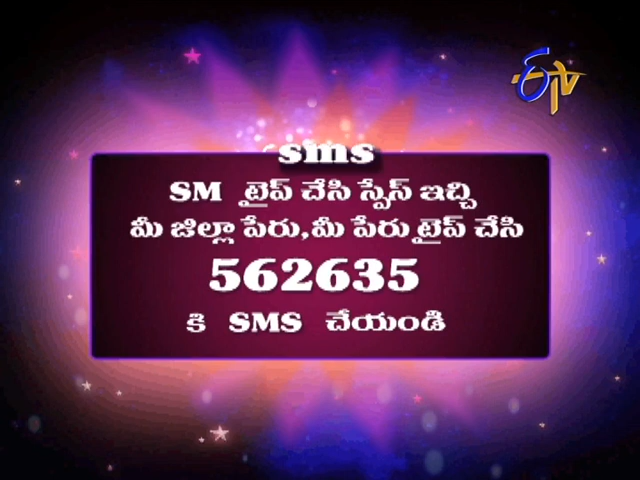 ETV
sms
SM టైప్ చేసి స్పేస్ ఇచ్చి
మీ జిల్లా పేరు,మీ పేరు టైప్ చేసి
562635
కి SMS చేయండి